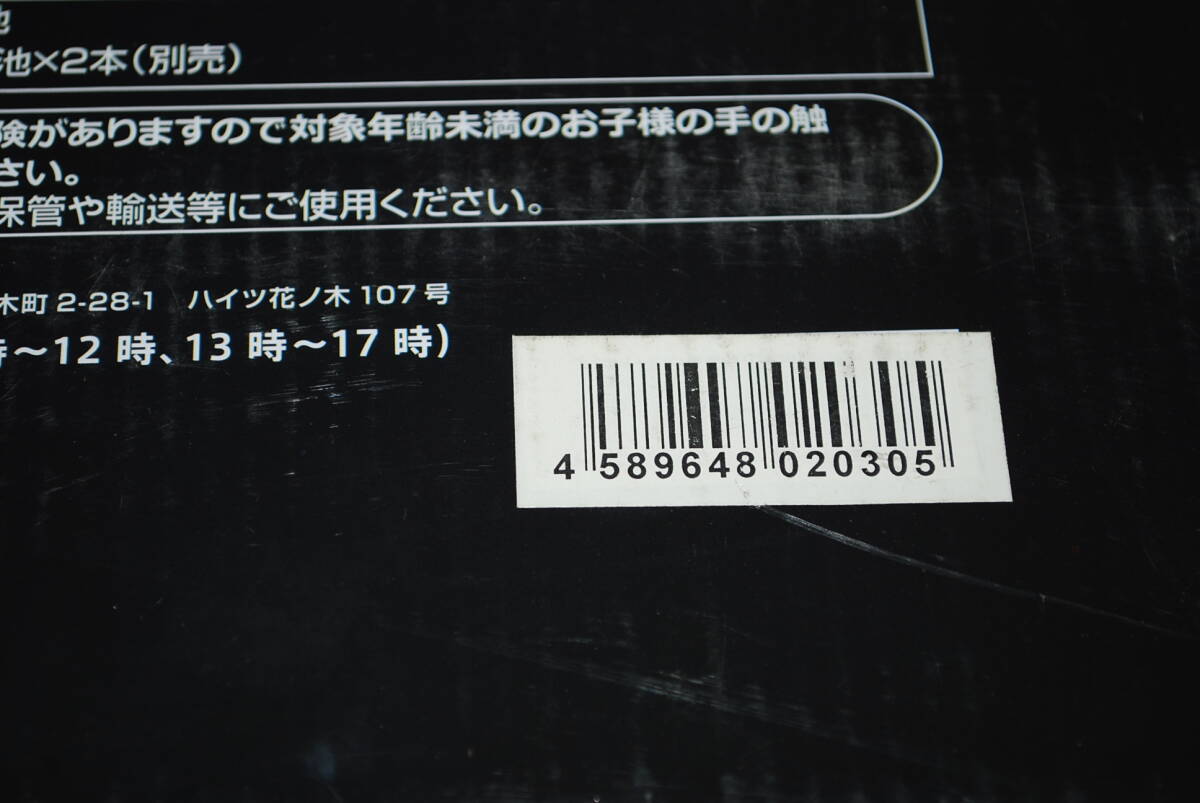 池
池×2本(別売)
険がありますので対象年齢未満のお子様の手の触
さい。
保管や輸送等にご使用ください。
木町 2-28-1 ハイツ花ノ木 107 号
時～12 時、13 時～17 時)
4 589648 020305